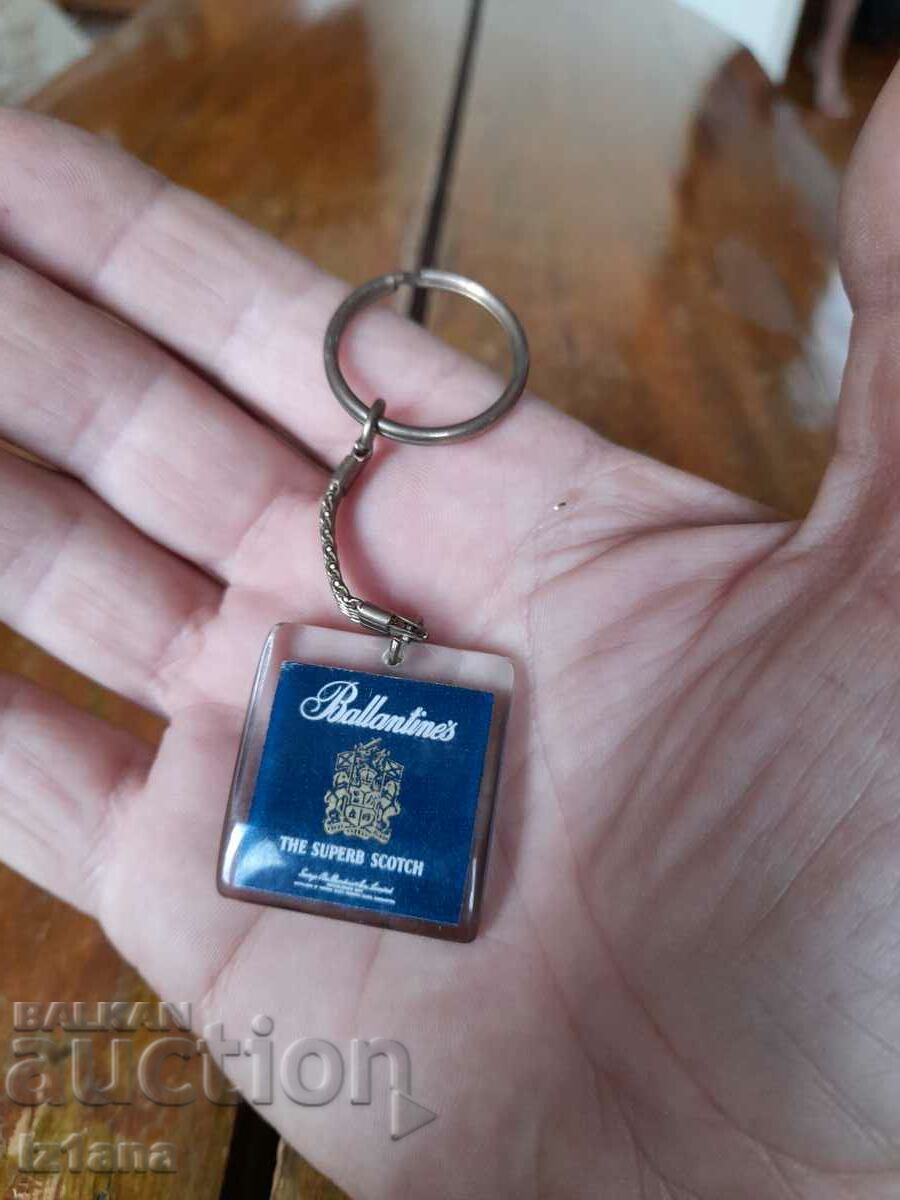 Ballantine's
THE SUPERB SCOTCH
BALKAN
auction
Iz1ana